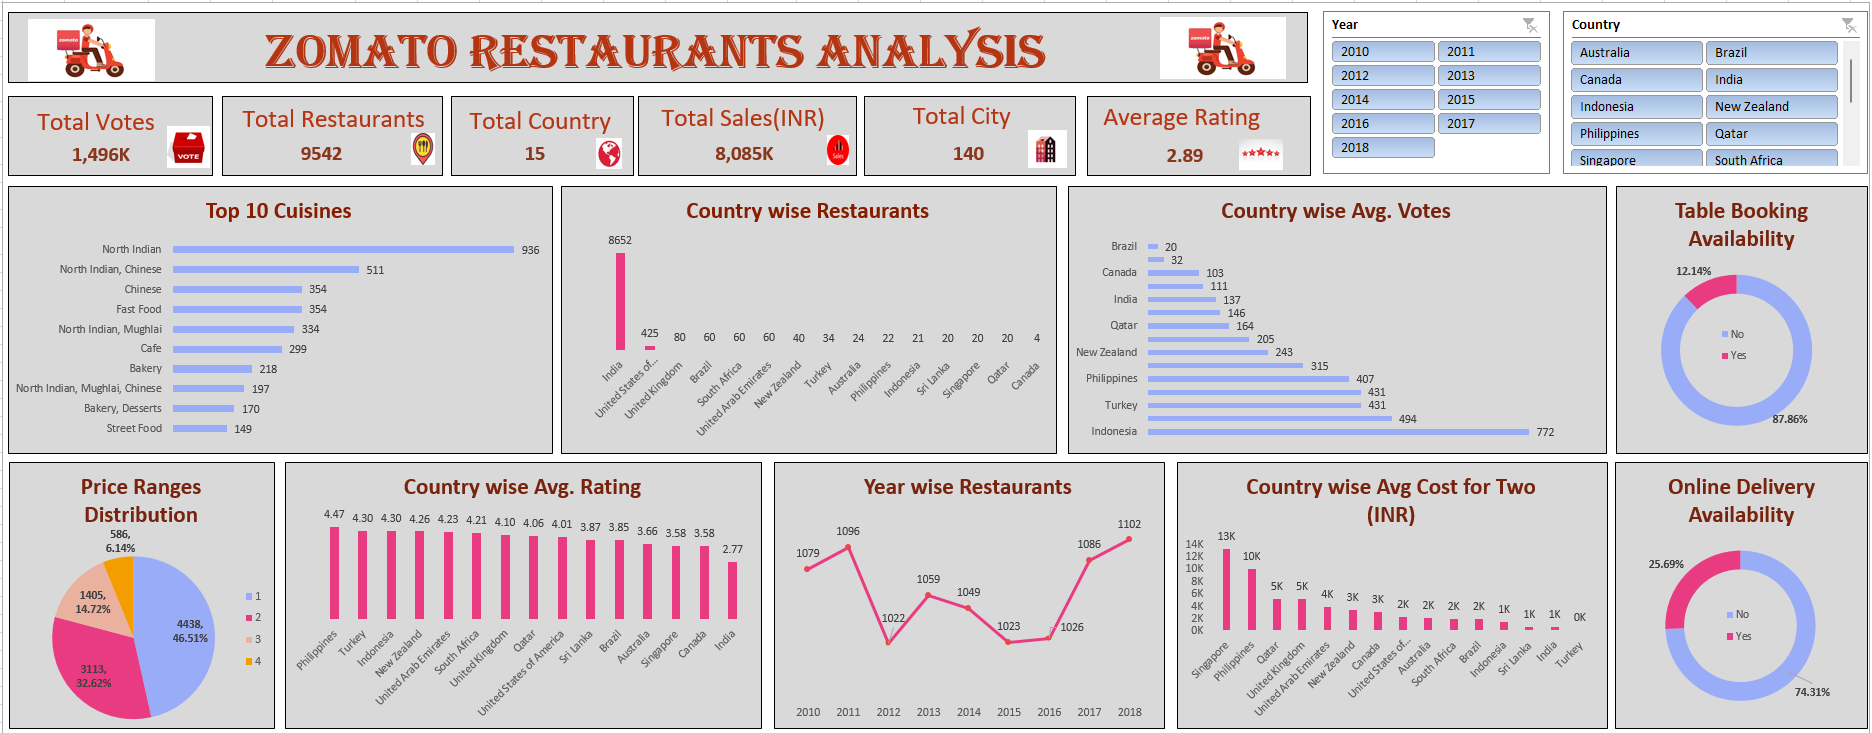 ZOMATO RESTAURANTS ANALYSIS
zomato
zomato
Year
2010
2011
2012
2013
2014
2015
2016
2017
2018
Country
Australia
Brazil
Canada
India
Indonesia
New Zealand
Philippines
Qatar
Singapore
South Africa
Total Votes
1,496K
VOTE
Total Restaurants
9542
Total Country
15
Total Sales(INR)
8,085K
Sales
Total City
140
Average Rating
2.89
Top 10 Cuisines
North Indian 936
North Indian, Chinese 511
Chinese 354
Fast Food 354
North Indian, Mughlai 334
Cafe 299
Bakery 218
North Indian, Mughlai, Chinese 197
Bakery, Desserts 170
Street Food 149
Country wise Restaurants
8652 425 80 60 60 60 40 34 24 22 21 20 20 20 4
India
United States of...
United Kingdom
Brazil
South Africa
United Arab Emirates
New Zealand
Turkey
Australia
Philippines
Indonesia
Sri Lanka
Singapore
Qatar
Canada
Country wise Avg. Votes
Brazil 20
32
Canada 103
111
India 137
146
Qatar 164
205
New Zealand 243
315
Philippines 407
431
Turkey 431
494
Indonesia 772
Table Booking
Availability
12.14%
No
Yes
87.86%
Price Ranges
Distribution
586,
6.14%
1405,
14.72%
4438,
46.51%
3113,
32.62%
1
2
3
4
Country wise Avg. Rating
4.47 4.30 4.30 4.26 4.23 4.21 4.10 4.06 4.01 3.87 3.85 3.66 3.58 3.58 2.77
Philippines
Turkey
Indonesia
New Zealand
United Arab Emirates
South Africa
United Kingdom
Qatar
United States of America
Sri Lanka
Brazil
Australia
Singapore
Canada
India
Year wise Restaurants
1079 1096 1022 1059 1049 1023 1026 1086 1102
2010 2011 2012 2013 2014 2015 2016 2017 2018
Country wise Avg Cost for Two
(INR)
14K
12K
10K
8K
6K
4K
2K
0K
13K 10K 5K 5K 4K 3K 3K 2K 2K 2K 2K 1K 1K 1K 0K
Singapore
Philippines
Qatar
United Kingdom
United Arab Emirates
New Zealand
Canada
United States of...
Australia
South Africa
Brazil
Indonesia
Sri Lanka
India
Turkey
Online Delivery
Availability
25.69%
No
Yes
74.31%